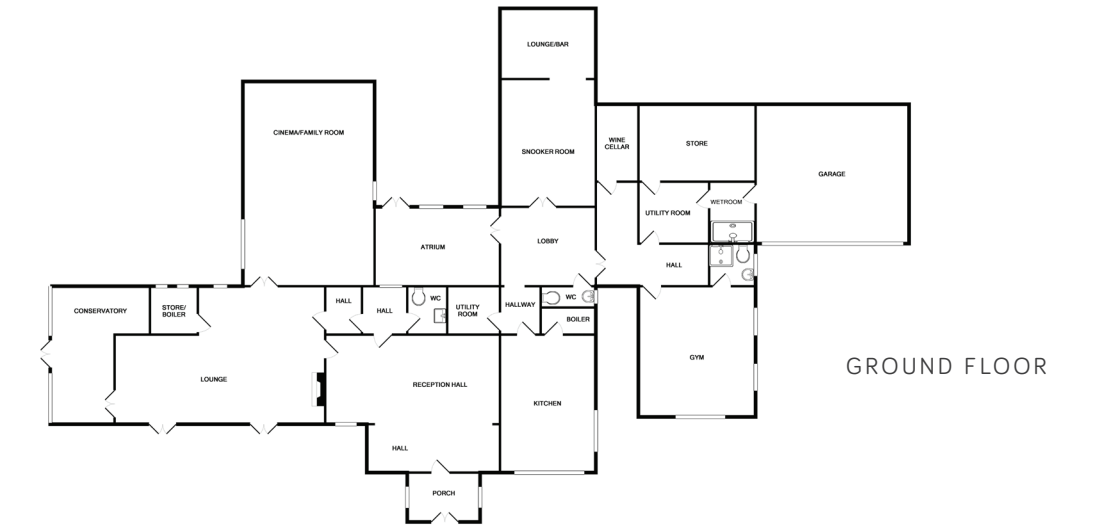 LOUNGE/BAR
CINEMA/FAMILY ROOM
WINE
CELLAR
STORE
SNOOKER ROOM
GARAGE
WETROOM
UTILITY ROOM
ATRIUM
LOBBY
HALL
CONSERVATORY
STORE/
BOILER
HALL
HALL
WC
UTILITY
ROOM
HALLWAY
WC
BOILER
GYM
GROUND FLOOR
LOUNGE
RECEPTION HALL
KITCHEN
HALL
PORCH